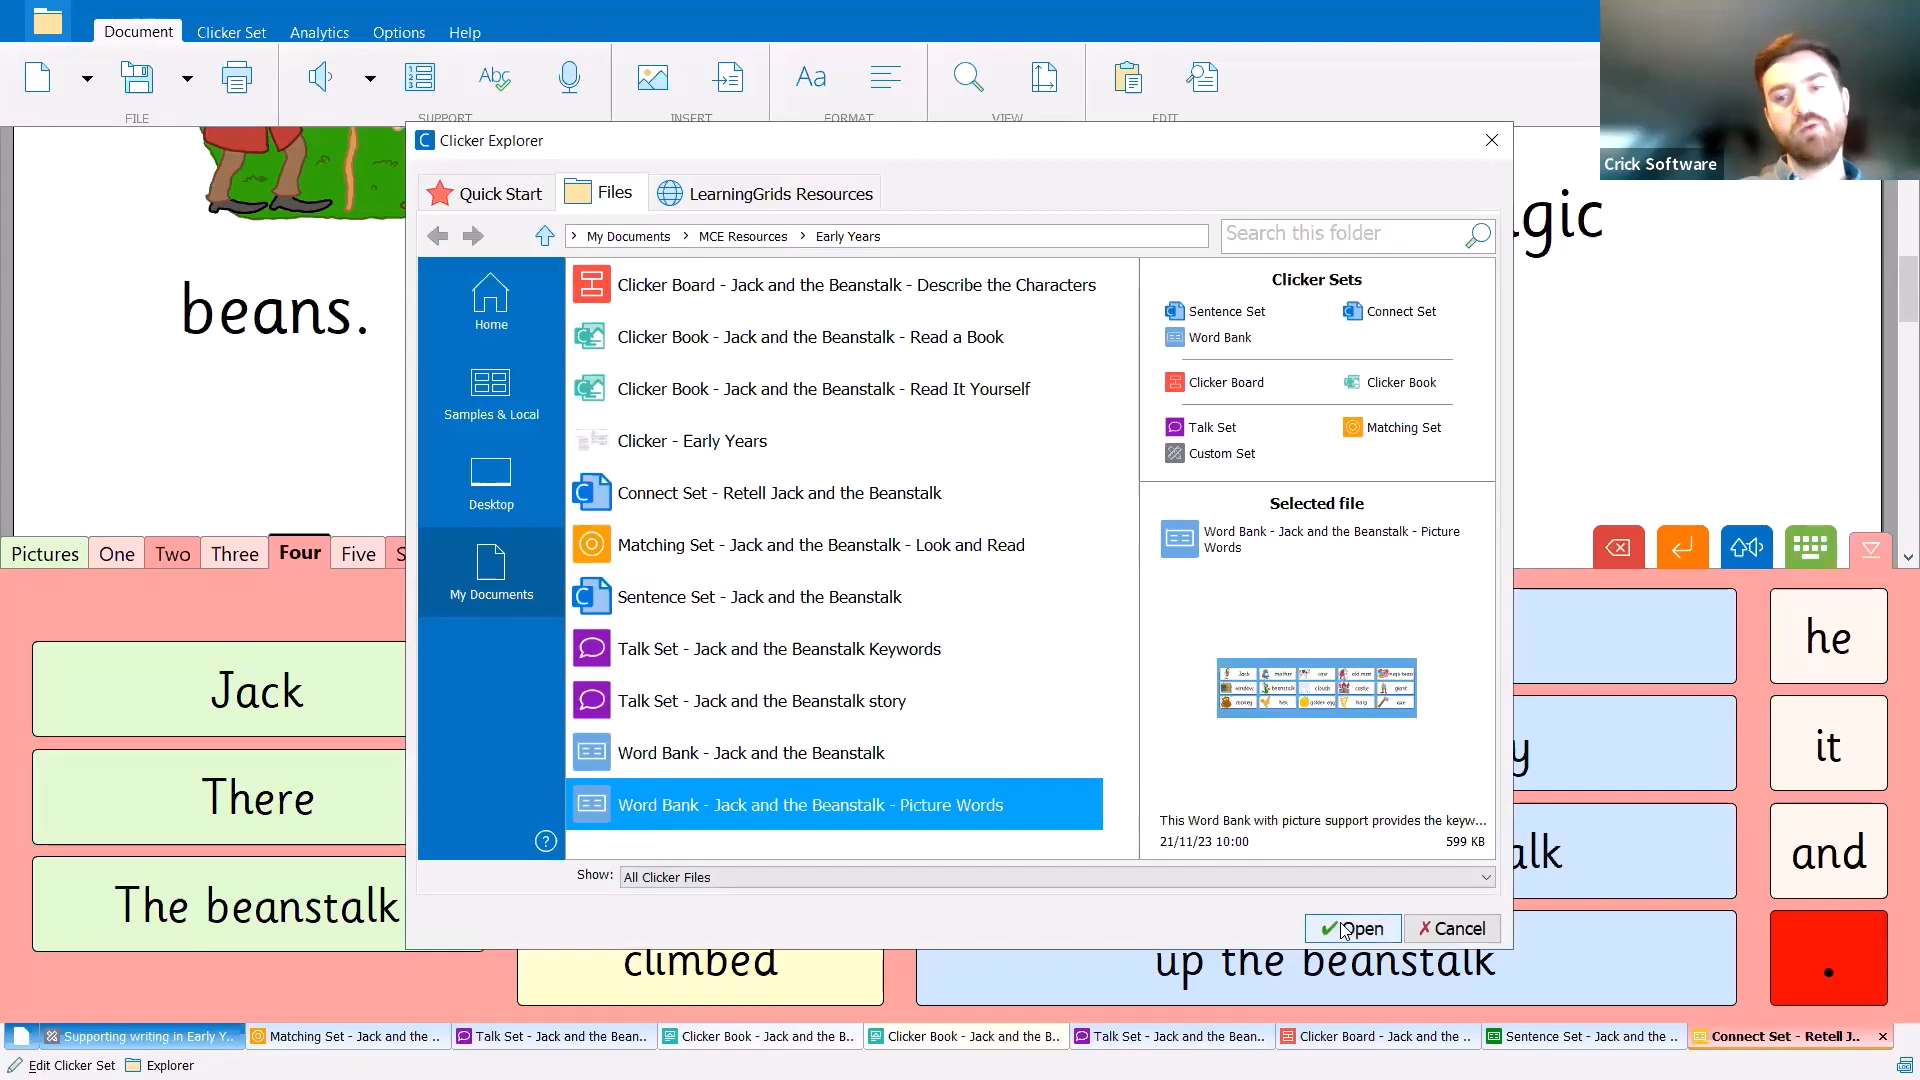 Document
Clicker Set
Analytics
Options
Help
Abc
Aa
FILE
SUPPORT
INSERT
FORMAT
VIEW
EDIT
Crick Software
Clicker Explorer
Quick Start
Files
LearningGrids Resources
My Documents
MCE Resources
Early Years
Search this folder
beans.
Home
Samples & Local
Desktop
My Documents
Clicker Board - Jack and the Beanstalk - Describe the Characters
Clicker Book - Jack and the Beanstalk - Read a Book
Clicker Book - Jack and the Beanstalk - Read It Yourself
Clicker - Early Years
Connect Set - Retell Jack and the Beanstalk
Matching Set - Jack and the Beanstalk - Look and Read
Sentence Set - Jack and the Beanstalk
Talk Set - Jack and the Beanstalk Keywords
Talk Set - Jack and the Beanstalk story
Word Bank - Jack and the Beanstalk
Word Bank - Jack and the Beanstalk - Picture Words
Clicker Sets
Sentence Set
Connect Set
Word Bank
Clicker Board
Clicker Book
Talk Set
Matching Set
Custom Set
Selected file
Word Bank - Jack and the Beanstalk - Picture
Words
This Word Bank with picture support provides the keyw...
21/11/23 10:00
599 KB
Show:
All Clicker Files
Open
Cancel
Pictures
One
Two
Three
Four
Five
Jack
There
The beanstalk
climbed
up the beanstalk
he
it
and
.
Supporting writing in Early Y..
Matching Set - Jack and the ..
Talk Set - Jack and the Bean..
Clicker Book - Jack and the B..
Clicker Book - Jack and the B..
Talk Set - Jack and the Bean..
Clicker Board - Jack and the ..
Sentence Set - Jack and the ..
Connect Set - Retell J..
Edit Clicker Set
Explorer